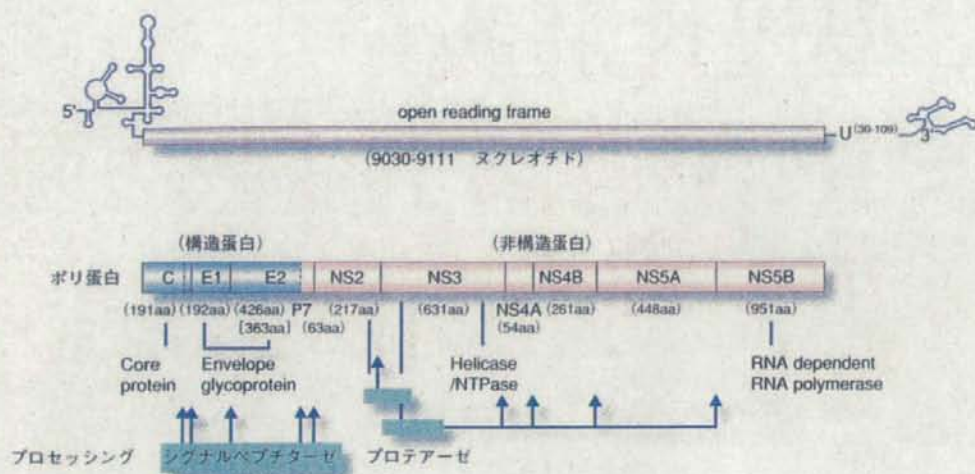 open reading frame
5'
U(30-109)
3'
(9030-9111 ヌクレオチド)
(構造蛋白)
(非構造蛋白)
ポリ蛋白
C E1 E2 NS2 NS3 NS4B NS5A NS5B
(191aa) (192aa) (426aa) P7 (217aa) (631aa) NS4A (261aa) (448aa) (951aa)
[363aa] (63aa) (54aa)
Core Envelope Helicase RNA dependent
protein glycoprotein /NTPase RNA polymerase
プロセッシング シグナルペプチターゼ プロテアーゼ